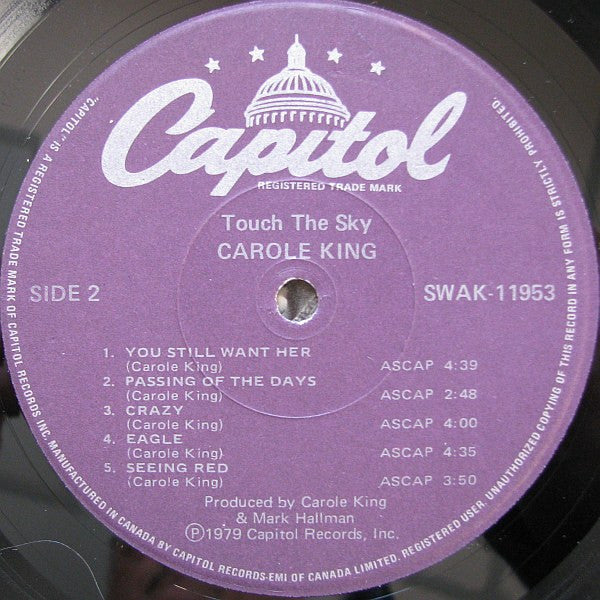 Capitol
REGISTERED TRADE MARK
Touch The Sky
CAROLE KING
SIDE 2
SWAK-11953
1. YOU STILL WANT HER
(Carole King) ASCAP 4:39
2. PASSING OF THE DAYS
(Carole King) ASCAP 2:48
3. CRAZY
(Carole King) ASCAP 4:00
4. EAGLE
(Carole King) ASCAP 4:35
5. SEEING RED
(Carole King) ASCAP 3:50
Produced by Carole King
& Mark Hallman
Ⓟ1979 Capitol Records, Inc.
"CAPITOL" IS A REGISTERED TRADE MARK OF CAPITOL RECORDS INC. MANUFACTURED IN CANADA BY CAPITOL RECORDS-EMI OF CANADA LIMITED. REGISTERED USER. UNAUTHORIZED COPYING OF THIS RECORD IN ANY FORM IS STRICTLY PROHIBITED.